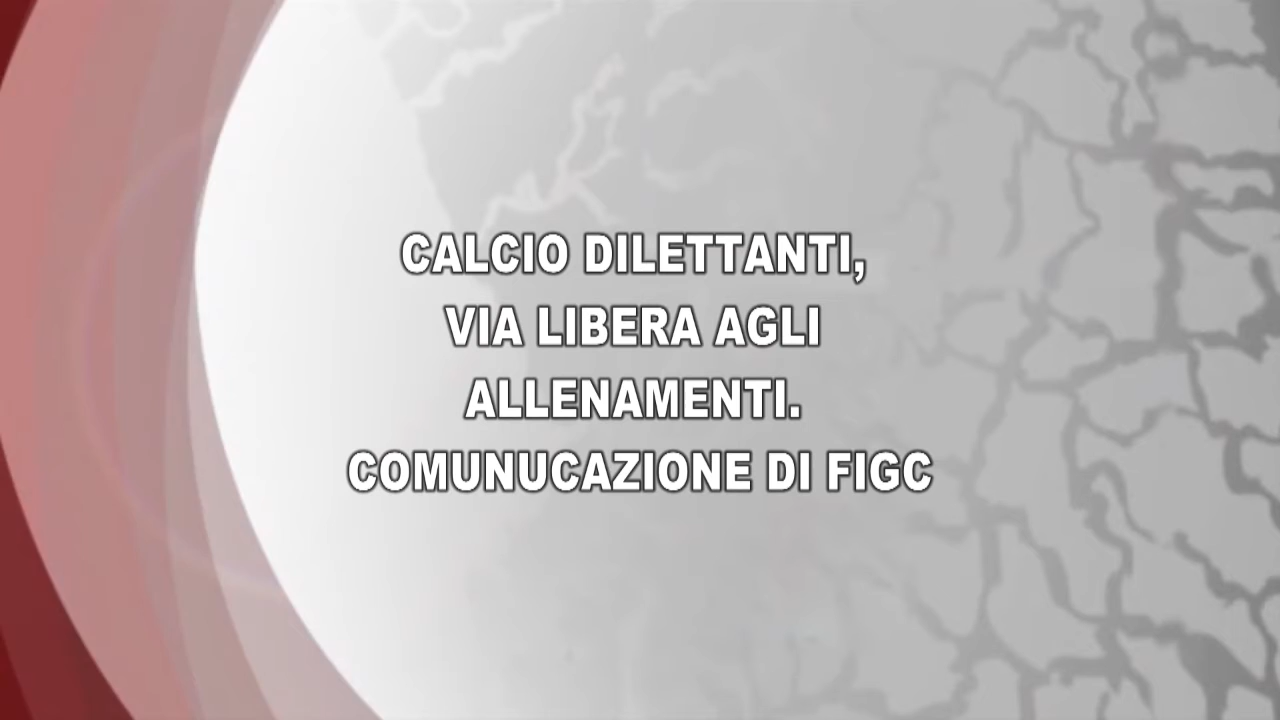 CALCIO DILETTANTI,
VIA LIBERA AGLI
ALLENAMENTI.
COMUNUCAZIONE DI FIGC